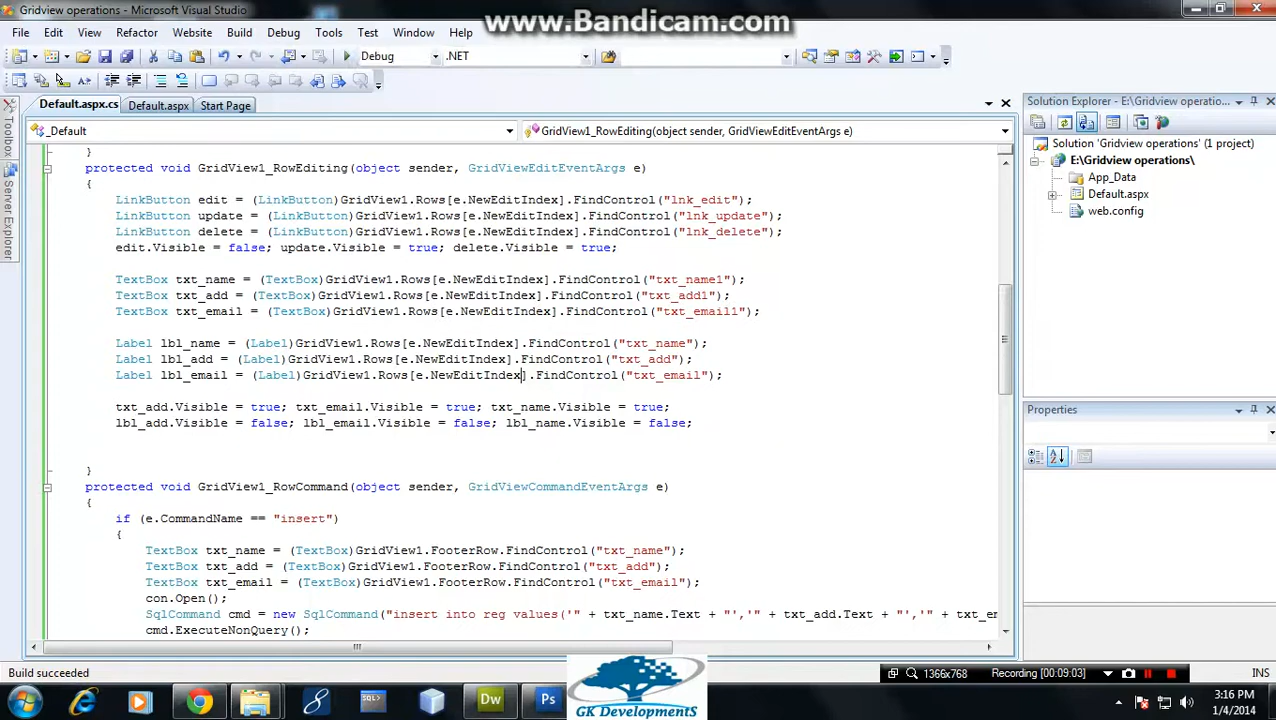 Gridview operations - Microsoft Visual Studio
www.Bandicam.com
File Edit View Refactor Website Build Debug Tools Test Window Help
Debug .NET
Default.aspx.cs Default.aspx Start Page
_Default GridView1_RowEditing(object sender, GridViewEditEventArgs e)
Toolbox
Server Explorer
}
protected void GridView1_RowEditing(object sender, GridViewEditEventArgs e)
{
LinkButton edit = (LinkButton)GridView1.Rows[e.NewEditIndex].FindControl("lnk_edit");
LinkButton update = (LinkButton)GridView1.Rows[e.NewEditIndex].FindControl("lnk_update");
LinkButton delete = (LinkButton)GridView1.Rows[e.NewEditIndex].FindControl("lnk_delete");
edit.Visible = false; update.Visible = true; delete.Visible = true;
TextBox txt_name = (TextBox)GridView1.Rows[e.NewEditIndex].FindControl("txt_name1");
TextBox txt_add = (TextBox)GridView1.Rows[e.NewEditIndex].FindControl("txt_add1");
TextBox txt_email = (TextBox)GridView1.Rows[e.NewEditIndex].FindControl("txt_email1");
Label lbl_name = (Label)GridView1.Rows[e.NewEditIndex].FindControl("txt_name");
Label lbl_add = (Label)GridView1.Rows[e.NewEditIndex].FindControl("txt_add");
Label lbl_email = (Label)GridView1.Rows[e.NewEditIndex].FindControl("txt_email");
txt_add.Visible = true; txt_email.Visible = true; txt_name.Visible = true;
lbl_add.Visible = false; lbl_email.Visible = false; lbl_name.Visible = false;
}
protected void GridView1_RowCommand(object sender, GridViewCommandEventArgs e)
{
if (e.CommandName == "insert")
{
TextBox txt_name = (TextBox)GridView1.FooterRow.FindControl("txt_name");
TextBox txt_add = (TextBox)GridView1.FooterRow.FindControl("txt_add");
TextBox txt_email = (TextBox)GridView1.FooterRow.FindControl("txt_email");
con.Open();
SqlCommand cmd = new SqlCommand("insert into reg values('" + txt_name.Text + "','" + txt_add.Text + "','" + txt_em
cmd.ExecuteNonQuery();
Solution Explorer - E:\Gridview operatio...
Solution 'Gridview operations' (1 project)
E:\Gridview operations\
App_Data
Default.aspx
web.config
Properties
Build succeeded
1366x768 Recording [00:09:03]
INS
Dw Ps
GK DevelopmentS
3:16 PM
1/4/2014